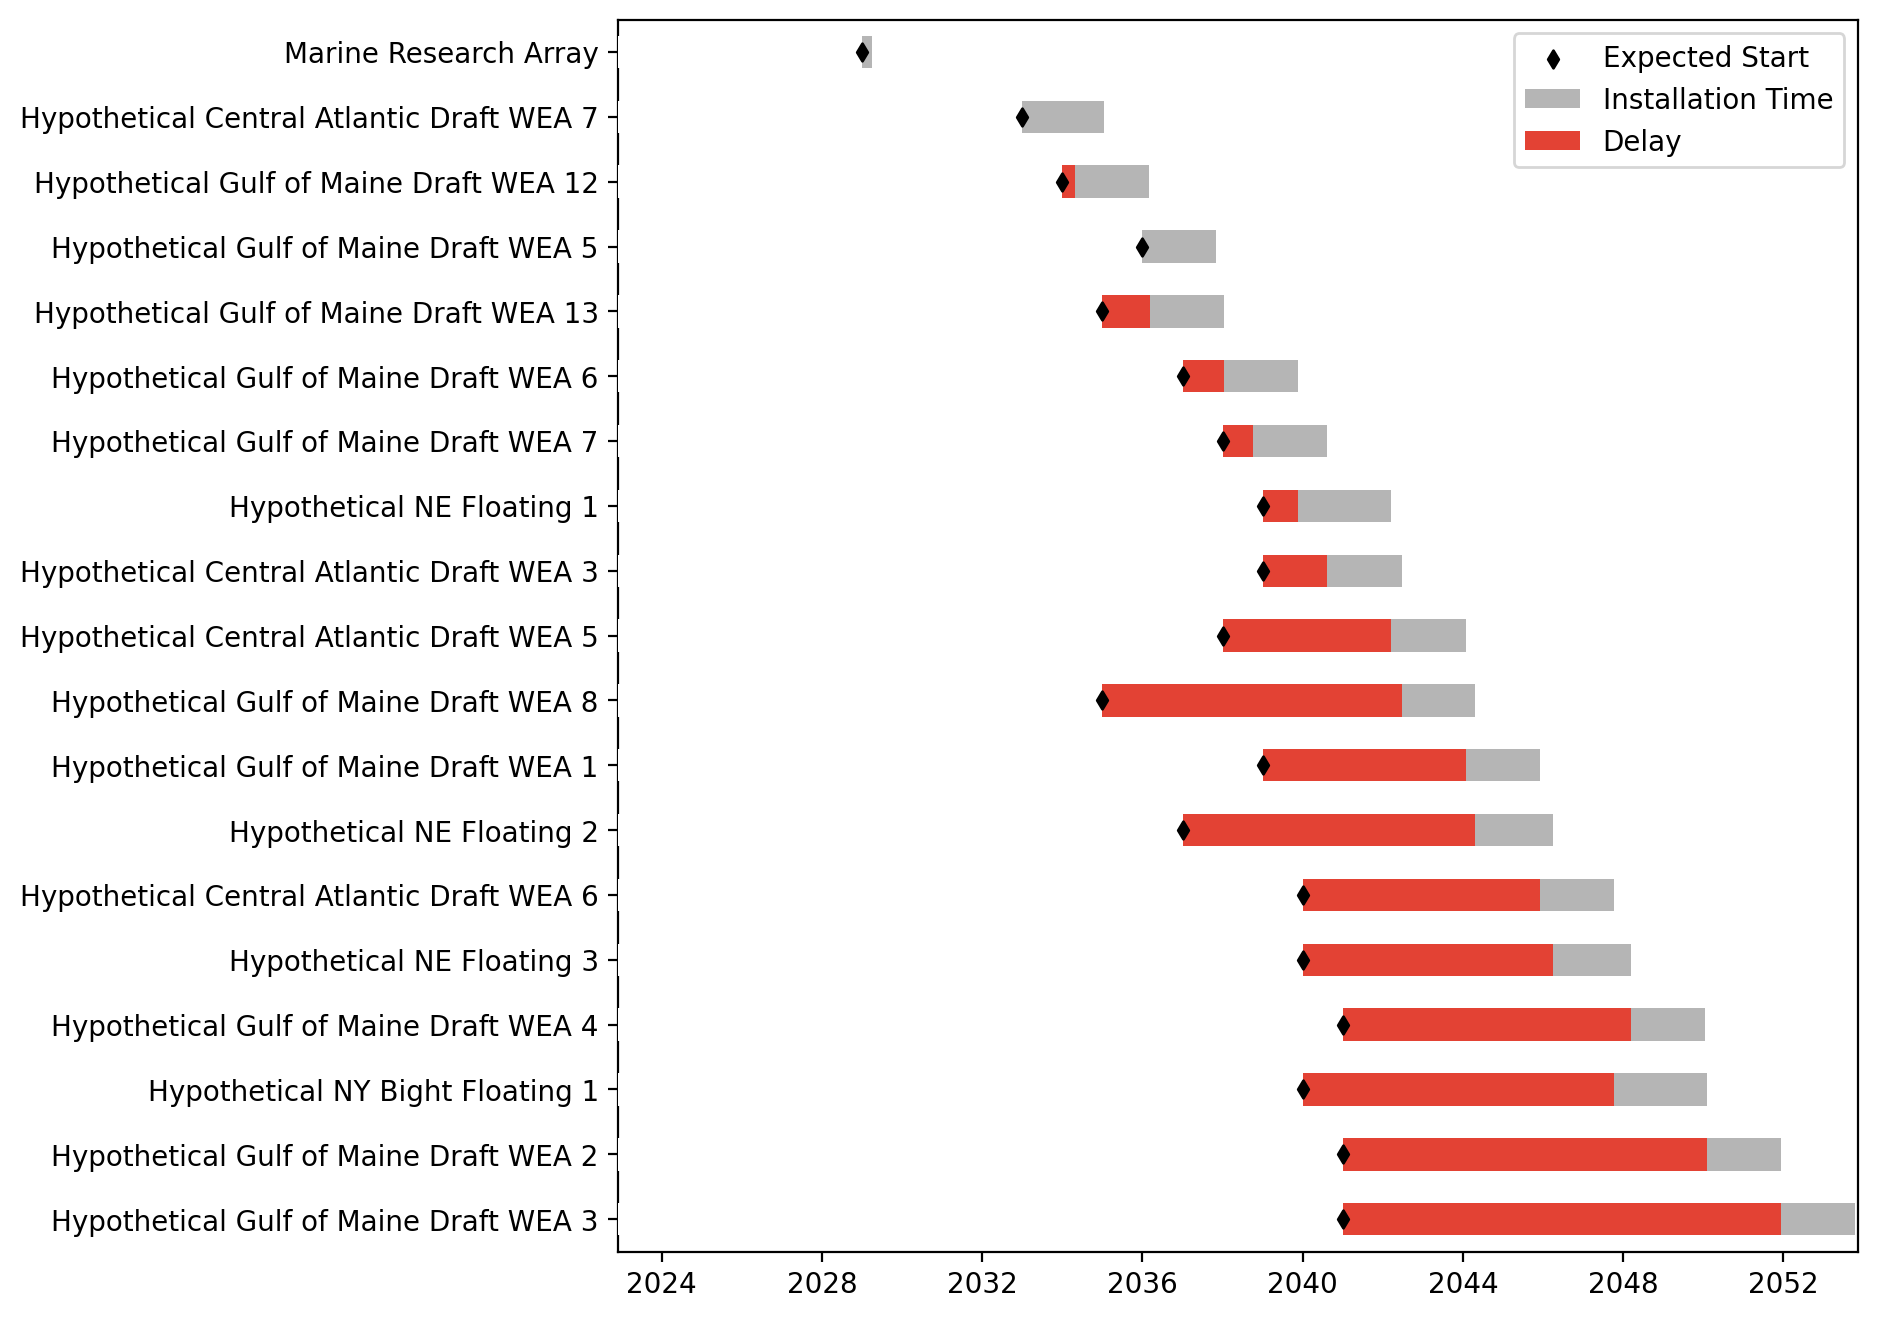 Marine Research Array
Hypothetical Central Atlantic Draft WEA 7
Hypothetical Gulf of Maine Draft WEA 12
Hypothetical Gulf of Maine Draft WEA 5
Hypothetical Gulf of Maine Draft WEA 13
Hypothetical Gulf of Maine Draft WEA 6
Hypothetical Gulf of Maine Draft WEA 7
Hypothetical NE Floating 1
Hypothetical Central Atlantic Draft WEA 3
Hypothetical Central Atlantic Draft WEA 5
Hypothetical Gulf of Maine Draft WEA 8
Hypothetical Gulf of Maine Draft WEA 1
Hypothetical NE Floating 2
Hypothetical Central Atlantic Draft WEA 6
Hypothetical NE Floating 3
Hypothetical Gulf of Maine Draft WEA 4
Hypothetical NY Bight Floating 1
Hypothetical Gulf of Maine Draft WEA 2
Hypothetical Gulf of Maine Draft WEA 3
Expected Start
Installation Time
Delay
2024 2028 2032 2036 2040 2044 2048 2052